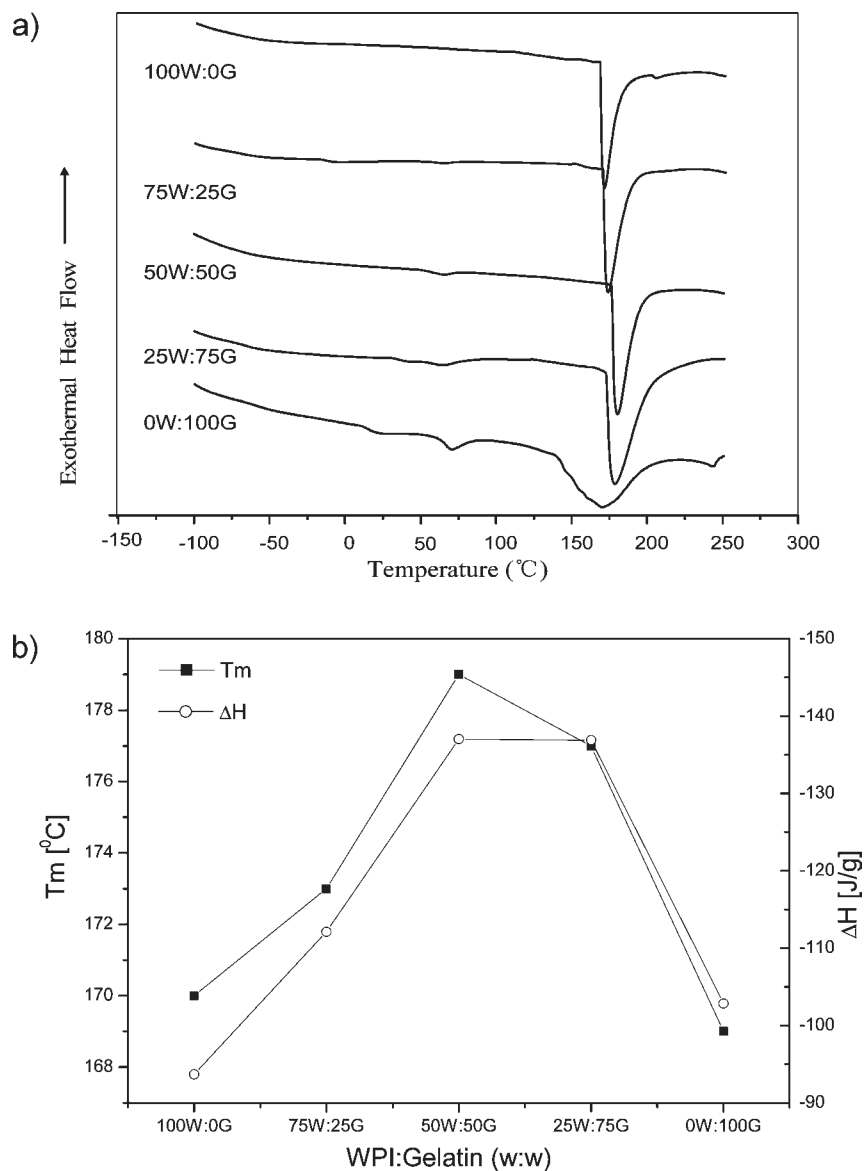 a)
100W:0G
75W:25G
50W:50G
25W:75G
0W:100G
Exothermal Heat Flow
-150 -100 -50 0 50 100 150 200 250 300
Temperature (℃)
b)
180
178
176
174
172
170
168
Tm [⁰C]
Tm
ΔH
-150
-140
-130
-120
-110
-100
-90
ΔH [J/g]
100W:0G 75W:25G 50W:50G 25W:75G 0W:100G
WPI:Gelatin (w:w)